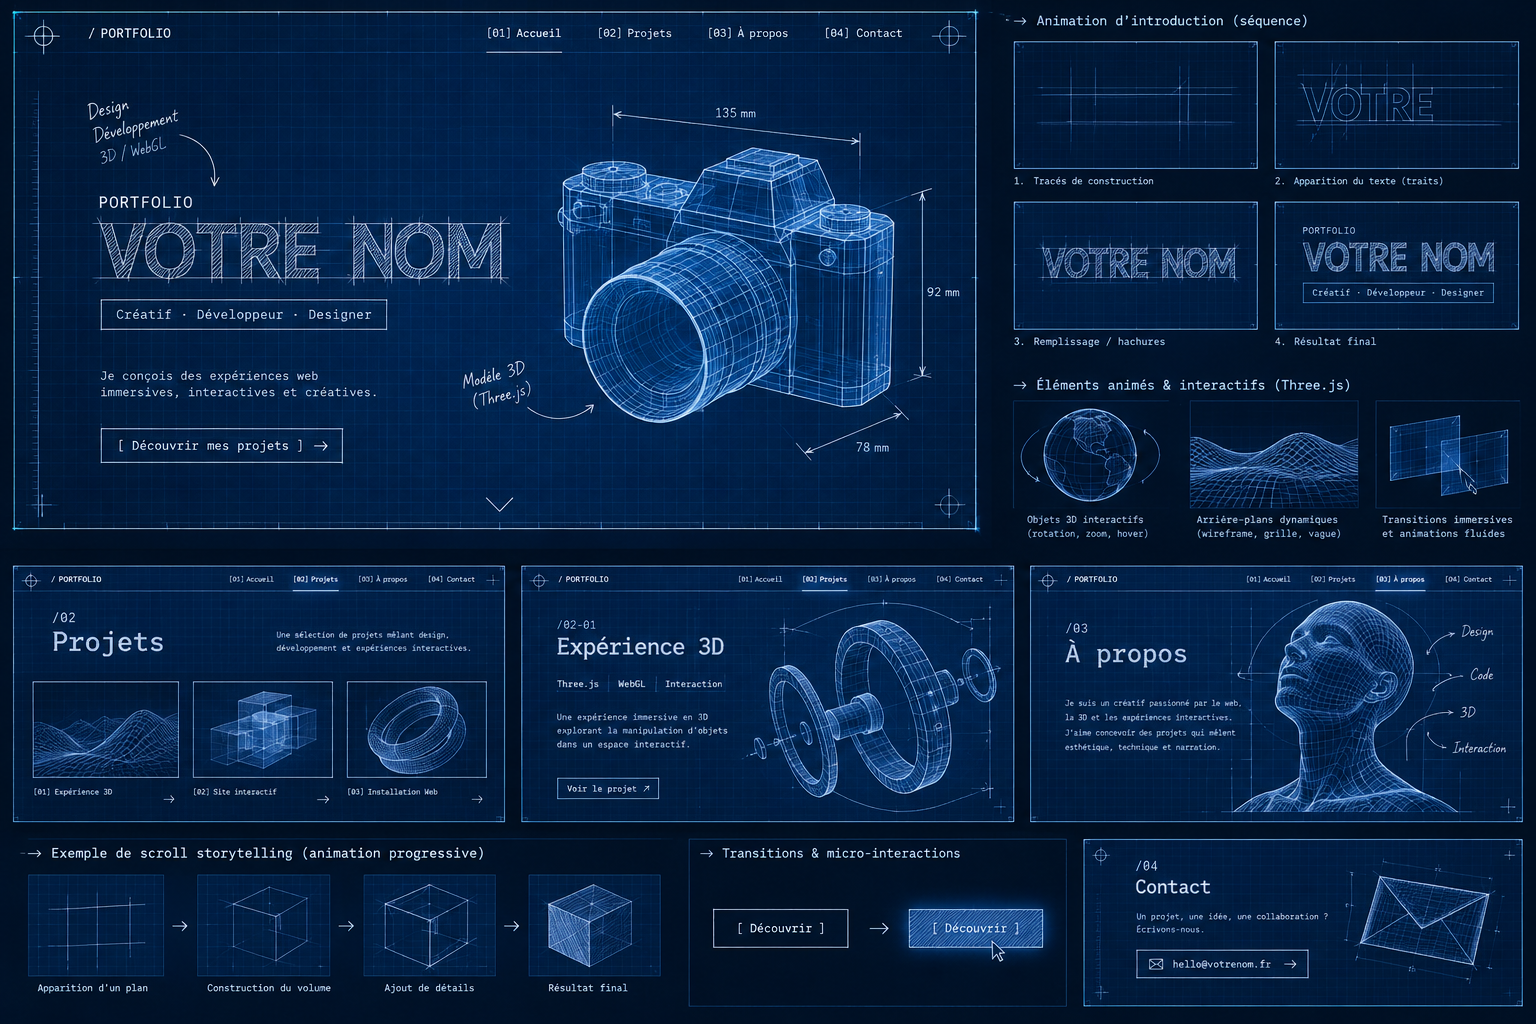 / PORTFOLIO
[01] Accueil
[02] Projets
[03] À propos
[04] Contact
Design
Développement
3D / WebGL
PORTFOLIO
VOTRE NOM
Créatif · Développeur · Designer
Je conçois des expériences web
immersives, interactives et créatives.
[ Découvrir mes projets ] →
Modèle 3D
(Three.js)
135 mm
92 mm
78 mm
→ Animation d'introduction (séquence)
1. Tracés de construction
VOTRE
2. Apparition du texte (traits)
VOTRE NOM
3. Remplissage / hachures
PORTFOLIO
VOTRE NOM
Créatif · Développeur · Designer
4. Résultat final
→ Éléments animés & interactifs (Three.js)
Objets 3D interactifs
(rotation, zoom, hover)
Arrière-plans dynamiques
(wireframe, grille, vague)
Transitions immersives
et animations fluides
/ PORTFOLIO
[01] Accueil
[02] Projets
[03] À propos
[04] Contact
/02
Projets
Une sélection de projets mêlant design,
développement et expériences interactives.
[01] Expérience 3D →
[02] Site interactif →
[03] Installation Web →
/ PORTFOLIO
[01] Accueil
[02] Projets
[03] À propos
[04] Contact
/02-01
Expérience 3D
Three.js
WebGL
Interaction
Une expérience immersive en 3D
explorant la manipulation d'objets
dans un espace interactif.
Voir le projet ↗
/ PORTFOLIO
[01] Accueil
[02] Projets
[03] À propos
[04] Contact
/03
À propos
Je suis un créatif passionné par le web,
la 3D et les expériences interactives.
J'aime concevoir des projets qui mêlent
esthétique, technique et narration.
Design
Code
3D
Interaction
→ Exemple de scroll storytelling (animation progressive)
Apparition d'un plan
Construction du volume
Ajout de détails
Résultat final
→ Transitions & micro-interactions
[ Découvrir ]
→
[ Découvrir ]
/04
Contact
Un projet, une idée, une collaboration ?
Écrivons-nous.
hello@votrenom.fr →